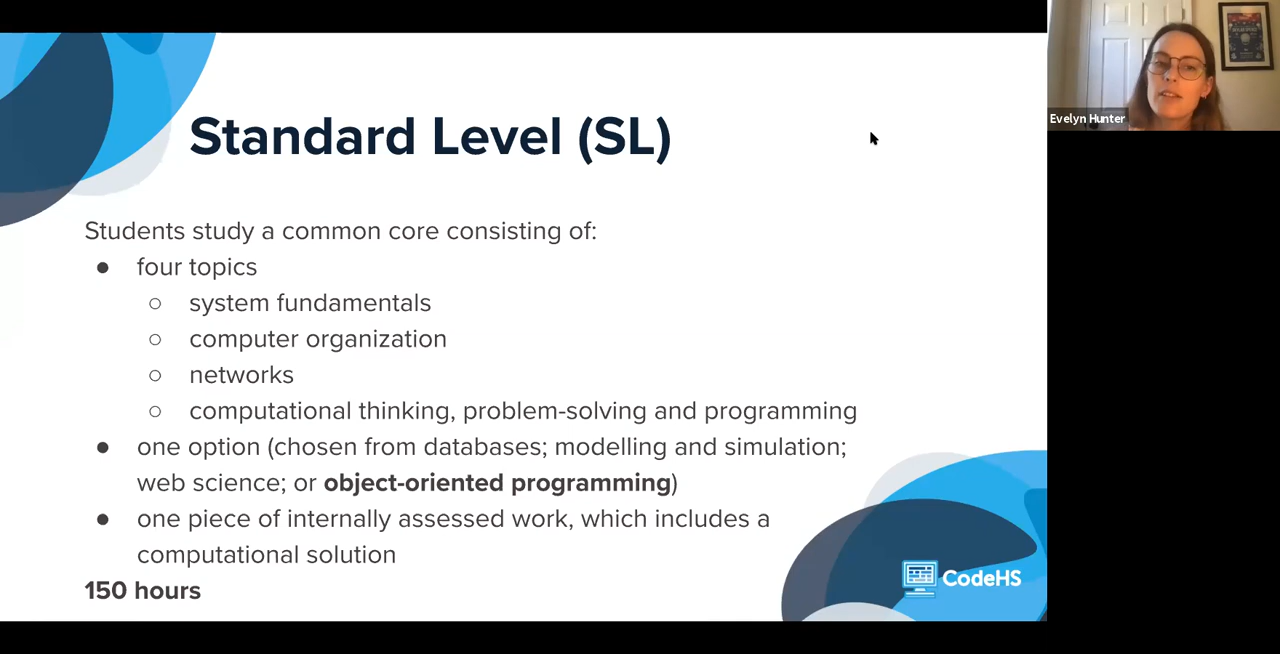 Standard Level (SL)
Evelyn Hunter
Students study a common core consisting of:
● four topics
○ system fundamentals
○ computer organization
○ networks
○ computational thinking, problem-solving and programming
● one option (chosen from databases; modelling and simulation;
web science; or object-oriented programming)
● one piece of internally assessed work, which includes a
computational solution
150 hours
CodeHS